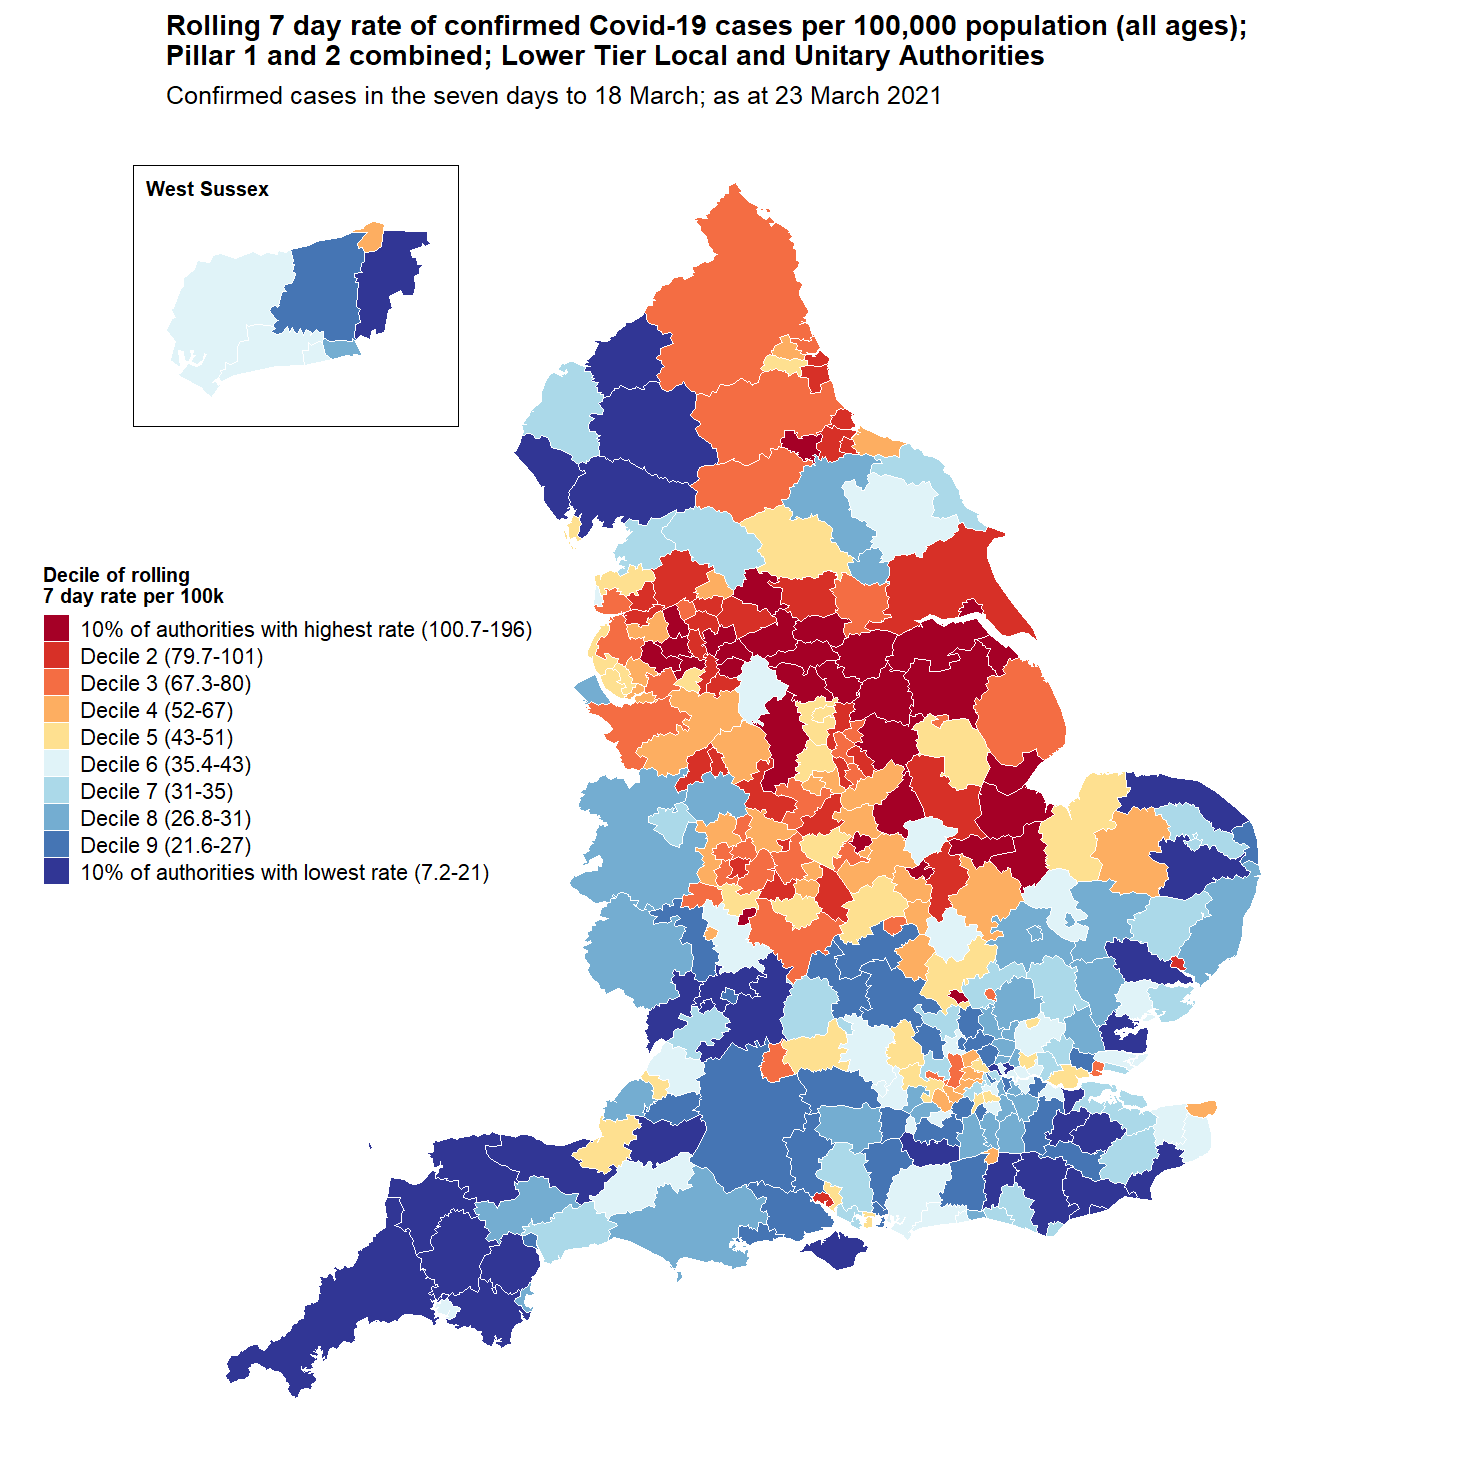 Rolling 7 day rate of confirmed Covid-19 cases per 100,000 population (all ages);
Pillar 1 and 2 combined; Lower Tier Local and Unitary Authorities
Confirmed cases in the seven days to 18 March; as at 23 March 2021
West Sussex
Decile of rolling
7 day rate per 100k
10% of authorities with highest rate (100.7-196)
Decile 2 (79.7-101)
Decile 3 (67.3-80)
Decile 4 (52-67)
Decile 5 (43-51)
Decile 6 (35.4-43)
Decile 7 (31-35)
Decile 8 (26.8-31)
Decile 9 (21.6-27)
10% of authorities with lowest rate (7.2-21)